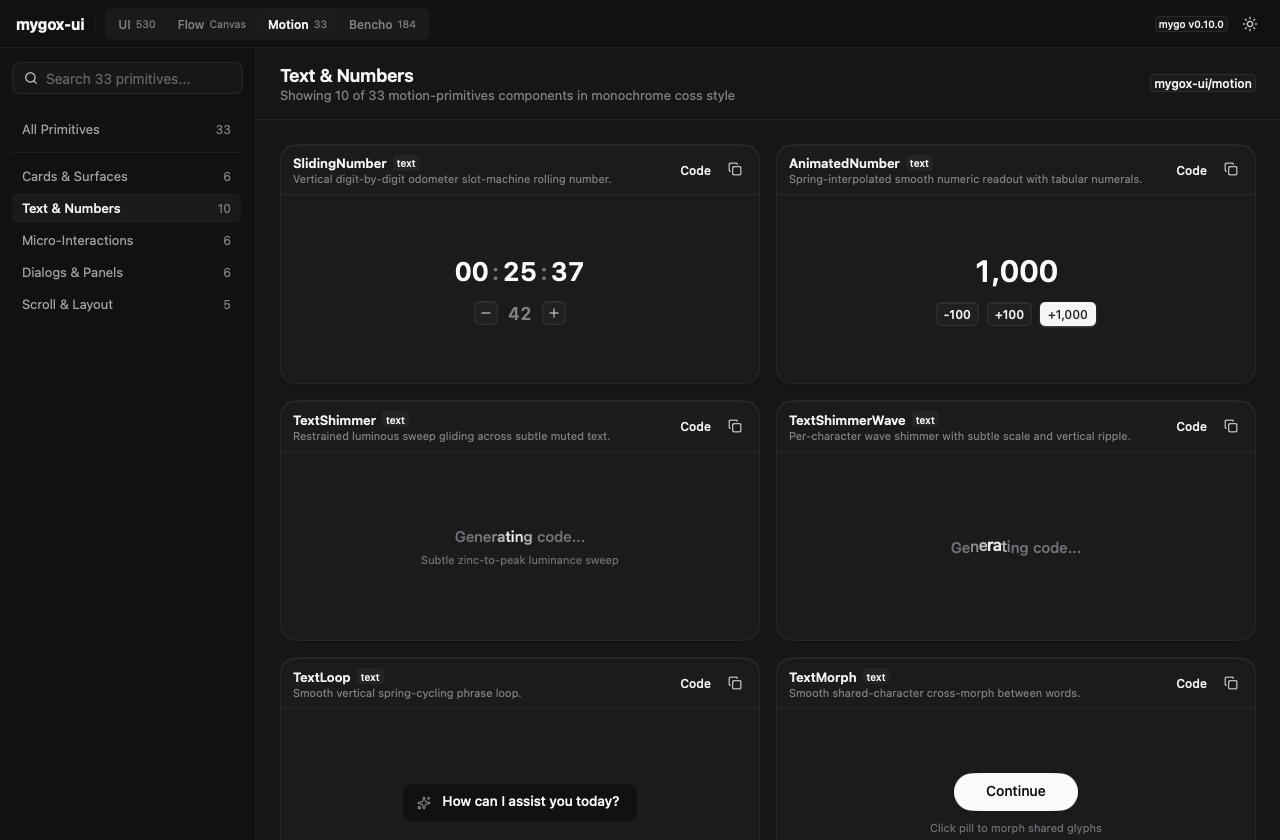 mygox-ui
UI 530
Flow Canvas
Motion 33
Bencho 184
mygo v0.10.0
Search 33 primitives...
All Primitives 33
Cards & Surfaces 6
Text & Numbers 10
Micro-Interactions 6
Dialogs & Panels 6
Scroll & Layout 5
Text & Numbers
Showing 10 of 33 motion-primitives components in monochrome coss style
mygox-ui/motion
SlidingNumber text
Vertical digit-by-digit odometer slot-machine rolling number.
Code
00:25:37
− 42 +
AnimatedNumber text
Spring-interpolated smooth numeric readout with tabular numerals.
Code
1,000
-100 +100 +1,000
TextShimmer text
Restrained luminous sweep gliding across subtle muted text.
Code
Generating code...
Subtle zinc-to-peak luminance sweep
TextShimmerWave text
Per-character wave shimmer with subtle scale and vertical ripple.
Code
Generating code...
TextLoop text
Smooth vertical spring-cycling phrase loop.
Code
How can I assist you today?
TextMorph text
Smooth shared-character cross-morph between words.
Code
Continue
Click pill to morph shared glyphs